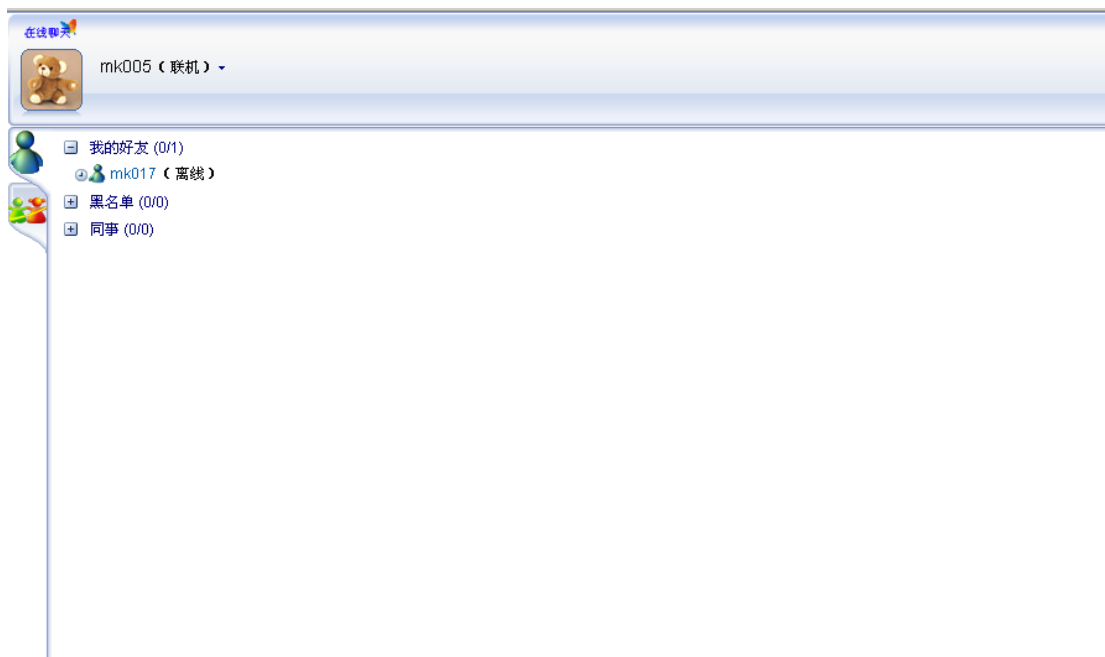 在线聊天
mk005（联机）
我的好友 (0/1)
mk017（离线）
黑名单 (0/0)
同事 (0/0)